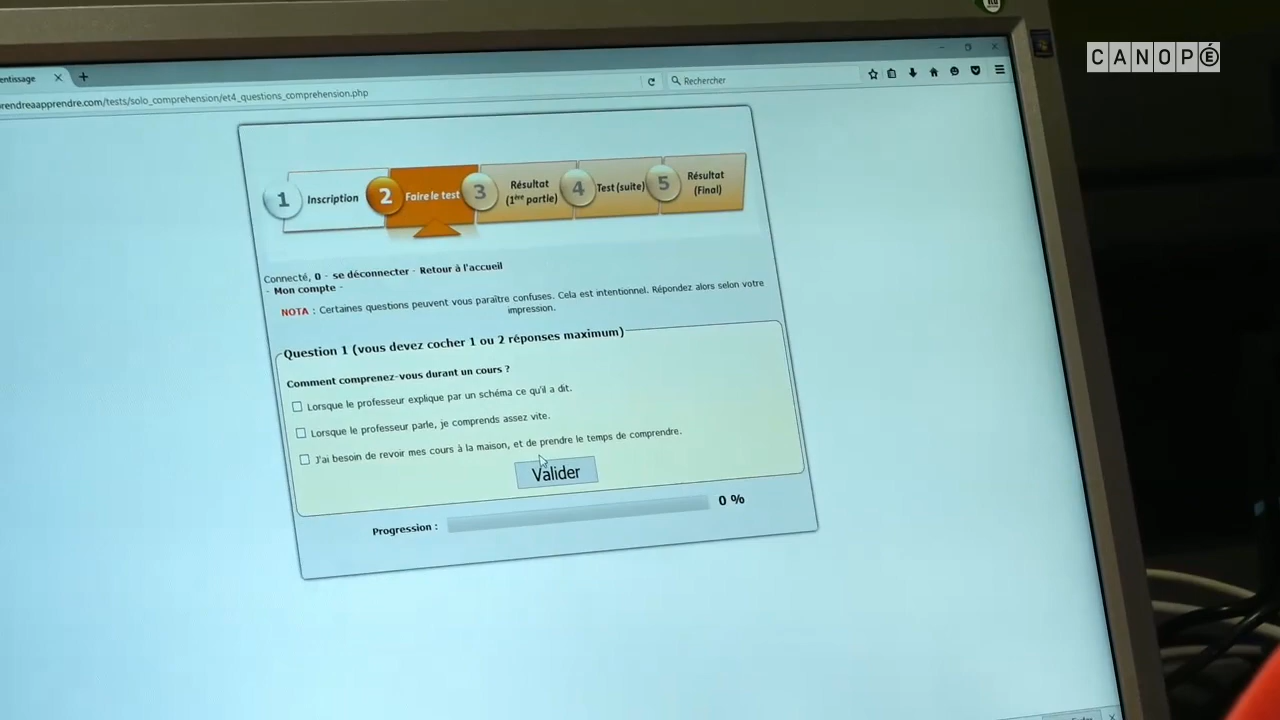 CANOPÉ
entissage
Rechercher
rendreaapprendre.com/tests/solo_comprehension/et4_questions_comprehension.php
1 Inscription
2 Faire le test
3 Résultat
(1ère partie)
4 Test (suite)
5 Résultat
(Final)
Connecté, 0 - se déconnecter - Retour à l'accueil
- Mon compte -
NOTA : Certaines questions peuvent vous paraître confuses. Cela est intentionnel. Répondez alors selon votre
impression.
Question 1 (vous devez cocher 1 ou 2 réponses maximum)
Comment comprenez-vous durant un cours ?
Lorsque le professeur explique par un schéma ce qu'il a dit.
Lorsque le professeur parle, je comprends assez vite.
J'ai besoin de revoir mes cours à la maison, et de prendre le temps de comprendre.
Valider
Progression :
0 %